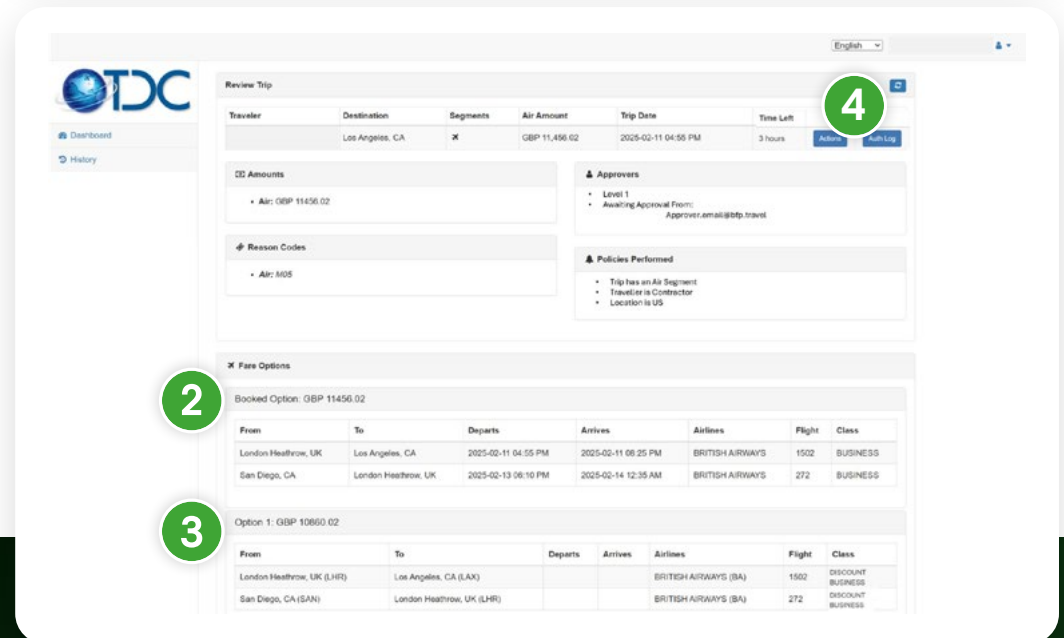 English
TDC
Dashboard
History
Review Trip
4
Traveler Destination Segments Air Amount Trip Date Time Left
Los Angeles, CA GBP 11,456.02 2025-02-11 04:55 PM 3 hours Actions Auth Log
Amounts
Air: GBP 11456.02
Approvers
Level 1
Awaiting Approval From:
Approver.email@bfp.travel
Reason Codes
Air: M05
Policies Performed
Trip has an Air Segment
Traveller is Contractor
Location is US
Fare Options
2
Booked Option: GBP 11456.02
From To Departs Arrives Airlines Flight Class
London Heathrow, UK Los Angeles, CA 2025-02-11 04:55 PM 2025-02-11 08:25 PM BRITISH AIRWAYS 1502 BUSINESS
San Diego, CA London Heathrow, UK 2025-02-13 06:10 PM 2025-02-14 12:35 AM BRITISH AIRWAYS 272 BUSINESS
3
Option 1: GBP 10860.02
From To Departs Arrives Airlines Flight Class
London Heathrow, UK (LHR) Los Angeles, CA (LAX) BRITISH AIRWAYS (BA) 1502 DISCOUNT BUSINESS
San Diego, CA (SAN) London Heathrow, UK (LHR) BRITISH AIRWAYS (BA) 272 DISCOUNT BUSINESS